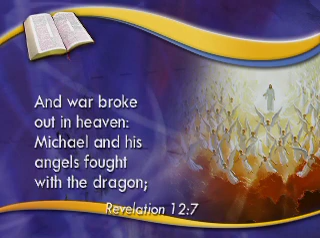 And war broke
out in heaven:
Michael and his
angels fought
with the dragon;
Revelation 12:7